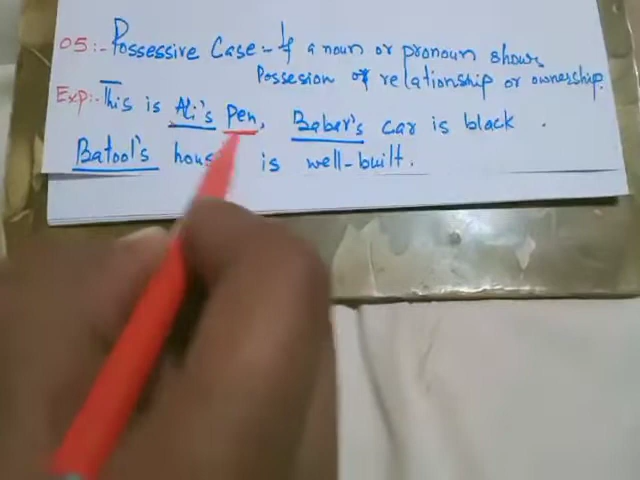 05:- Possessive Case:- If a noun or pronoun shows
Possesion of relationship or ownership.
Exp:- This is Ali's Pen, Baber's car is black .
Batool's hous is well-built.